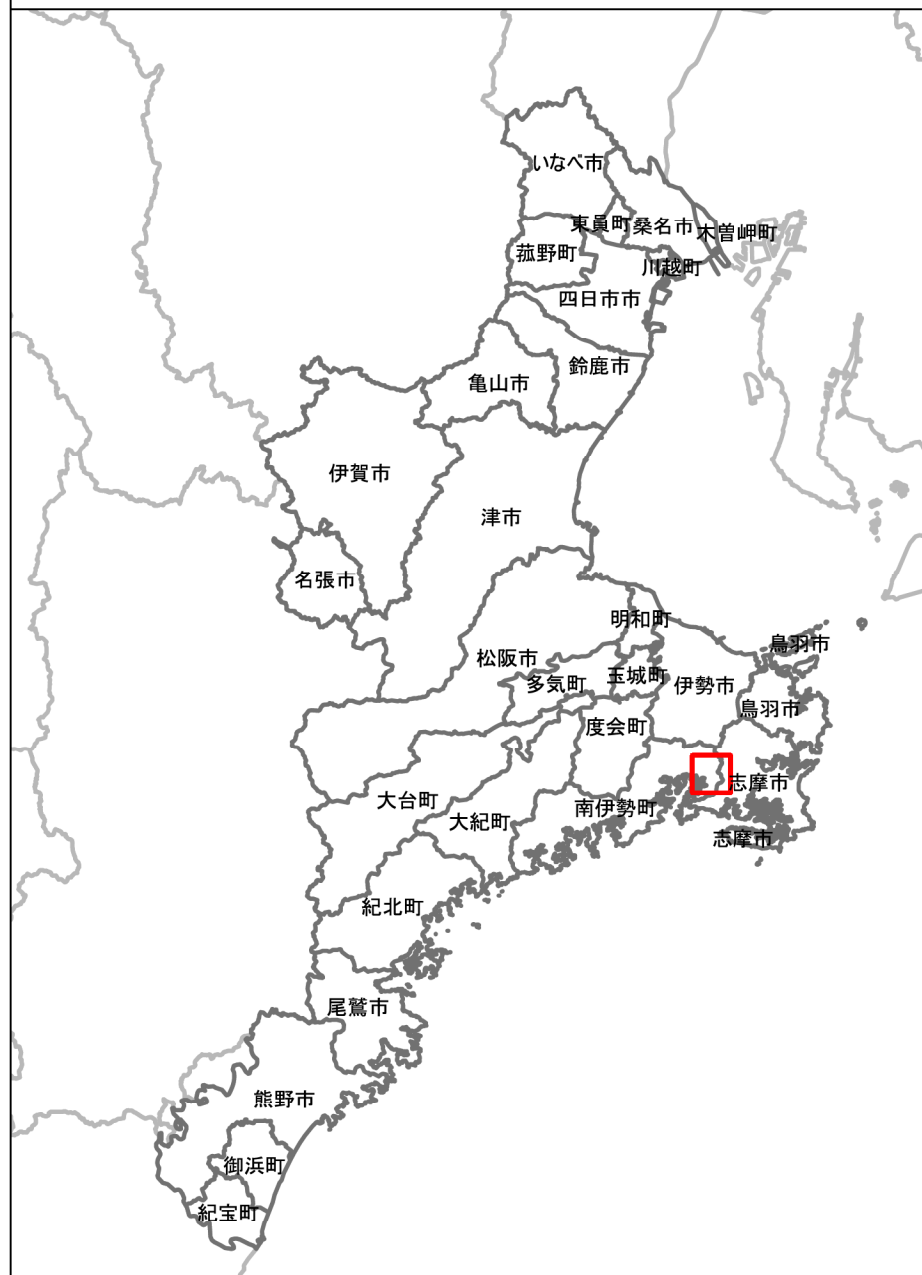 いなべ市
東員町
桑名市
木曽岬町
菰野町
川越町
四日市市
鈴鹿市
亀山市
伊賀市
津市
名張市
明和町
鳥羽市
松阪市
玉城町
多気町
伊勢市
鳥羽市
度会町
志摩市
大台町
南伊勢町
大紀町
志摩市
紀北町
尾鷲市
熊野市
御浜町
紀宝町